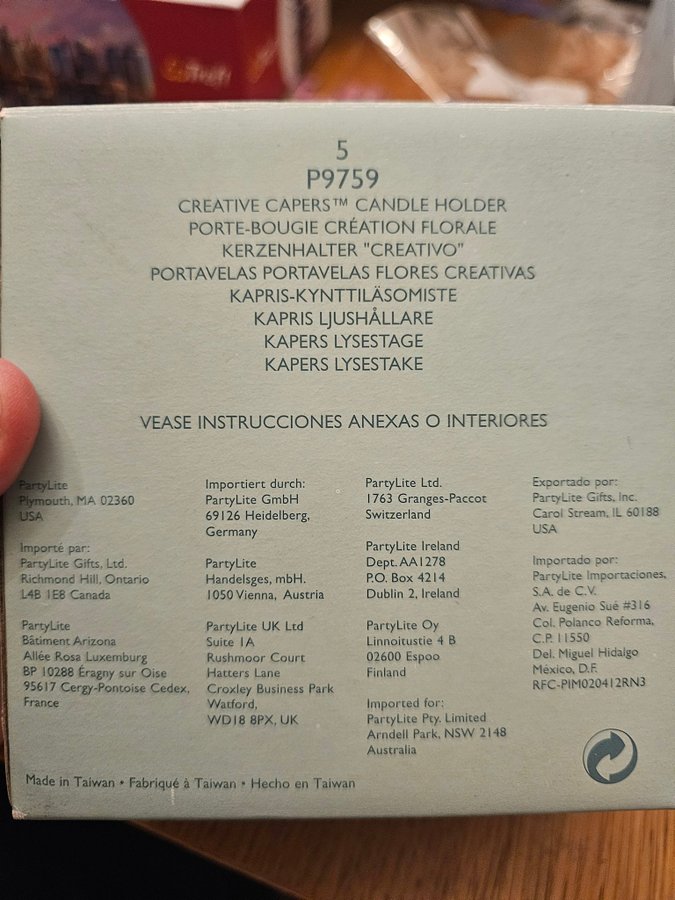 5
P9759
CREATIVE CAPERS™ CANDLE HOLDER
PORTE-BOUGIE CRÉATION FLORALE
KERZENHALTER "CREATIVO"
PORTAVELAS PORTAVELAS FLORES CREATIVAS
KAPRIS-KYNTTILÄSOMISTE
KAPRIS LJUSHÅLLARE
KAPERS LYSESTAGE
KAPERS LYSESTAKE
VEASE INSTRUCCIONES ANEXAS O INTERIORES
PartyLite
Plymouth, MA 02360
USA
Importé par:
PartyLite Gifts, Ltd.
Richmond Hill, Ontario
L4B 1E8 Canada
PartyLite
Bâtiment Arizona
Allée Rosa Luxemburg
BP 10288 Éragny sur Oise
95617 Cergy-Pontoise Cedex,
France
Importiert durch:
PartyLite GmbH
69126 Heidelberg,
Germany
PartyLite
Handelsges, mbH.
1050 Vienna, Austria
PartyLite UK Ltd
Suite 1A
Rushmoor Court
Hatters Lane
Croxley Business Park
Watford,
WD18 8PX, UK
PartyLite Ltd.
1763 Granges-Paccot
Switzerland
PartyLite Ireland
Dept. AA1278
P.O. Box 4214
Dublin 2, Ireland
PartyLite Oy
Linnoitustie 4 B
02600 Espoo
Finland
Imported for:
PartyLite Pty. Limited
Arndell Park, NSW 2148
Australia
Exportado por:
PartyLite Gifts, Inc.
Carol Stream, IL 60188
USA
Importado por:
PartyLite Importaciones,
S.A. de C.V.
Av. Eugenio Sué #316
Col. Polanco Reforma,
C.P. 11550
Del. Miguel Hidalgo
México, D.F.
RFC-PIM020412RN3
Made in Taiwan • Fabriqué à Taiwan • Hecho en Taiwan